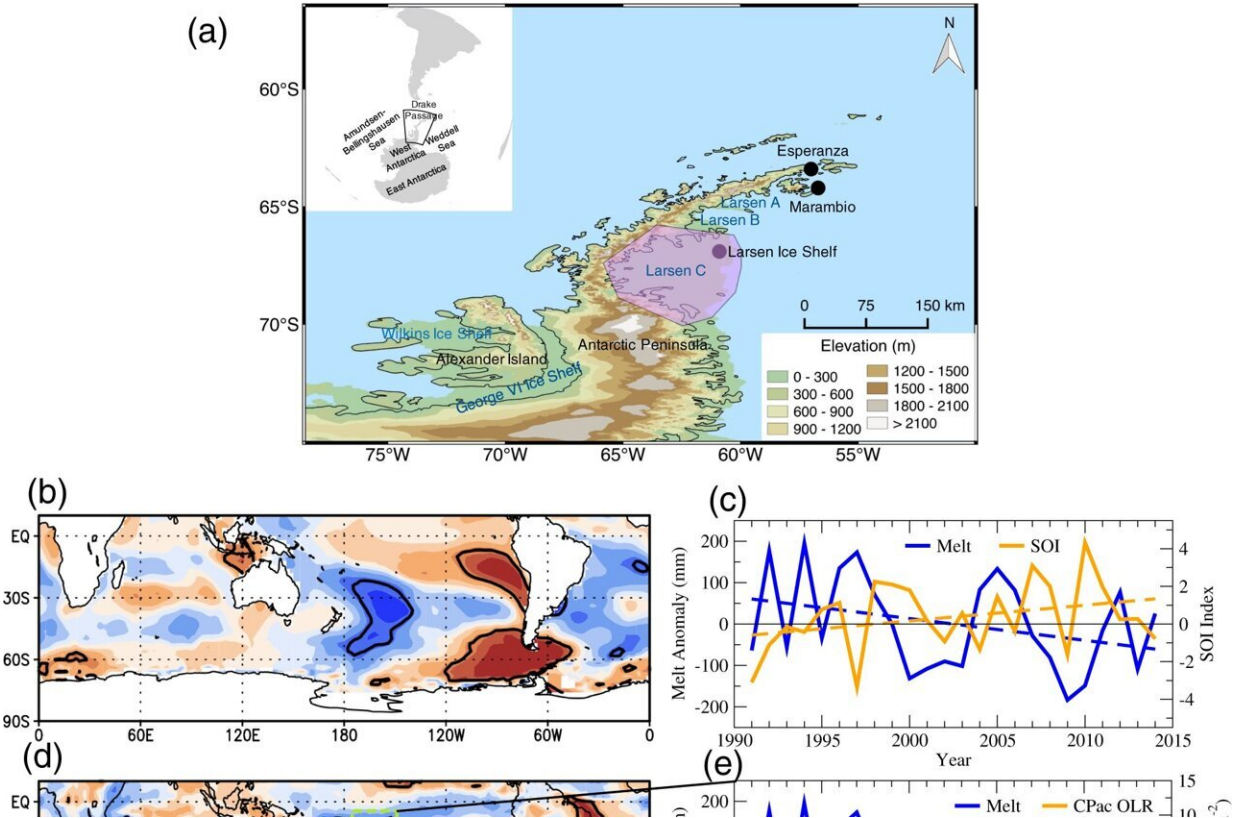 (a)
N
60°S
65°S
70°S
75°W
70°W
65°W
60°W
55°W
Drake
Passage
Amundsen-
Bellingshausen
Sea
Weddell
Sea
West
Antarctica
East Antarctica
Esperanza
Marambio
Larsen A
Larsen B
Larsen Ice Shelf
Larsen C
Wilkins Ice Shelf
Alexander Island
Antarctic Peninsula
George VI Ice Shelf
0 75 150 km
Elevation (m)
0 - 300
300 - 600
600 - 900
900 - 1200
1200 - 1500
1500 - 1800
1800 - 2100
> 2100
(b)
EQ
30S
60S
90S
0 60E 120E 180 120W 60W 0
(c)
Melt SOI
Melt Anomaly (mm)
200
100
0
-100
-200
4
2
0
-2
-4
SOI Index
1990 1995 2000 2005 2010 2015
Year
(d)
EQ
(e)
200
Melt CPac OLR
15
10